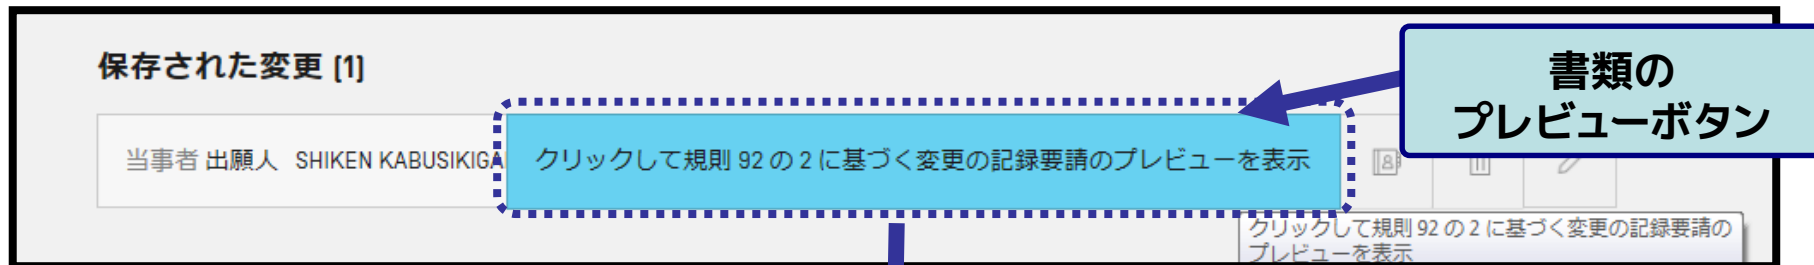 保存された変更 [1]
書類の
プレビューボタン
当事者 出願人 SHIKEN KABUSIKIGA
クリックして規則 92 の 2 に基づく変更の記録要請のプレビューを表示
クリックして規則 92 の 2 に基づく変更の記録要請の
プレビューを表示